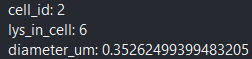 cell_id: 2
lys_in_cell: 6
diameter_um: 0.35262499399483205